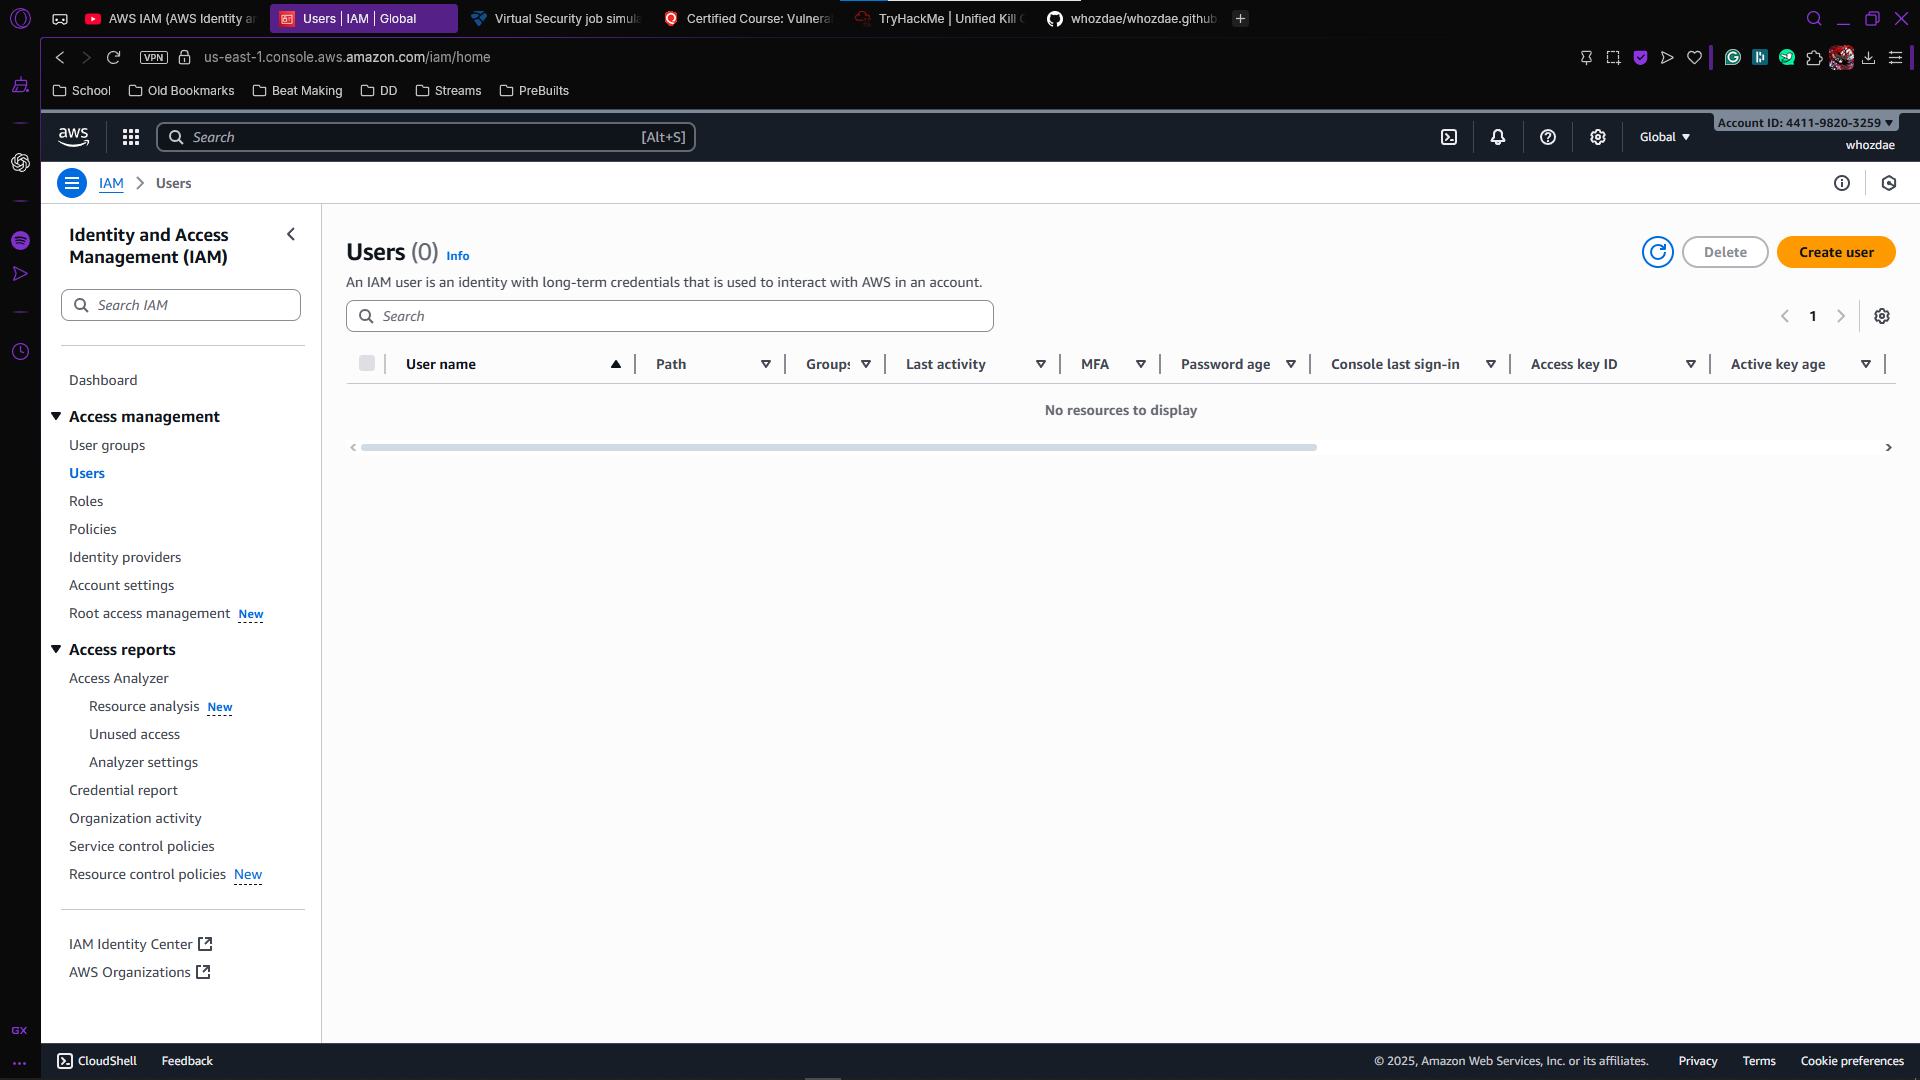 AWS IAM (AWS Identity an
Users | IAM | Global
Virtual Security job simula
Certified Course: Vulnera
TryHackMe | Unified Kill C
whozdae/whozdae.github
VPN
us-east-1.console.aws.amazon.com/iam/home
School
Old Bookmarks
Beat Making
DD
Streams
PreBuilts
aws
Search
[Alt+S]
Global
Account ID: 4411-9820-3259
whozdae
IAM
Users
Identity and Access
Management (IAM)
Search IAM
Dashboard
Access management
User groups
Users
Roles
Policies
Identity providers
Account settings
Root access management New
Access reports
Access Analyzer
Resource analysis New
Unused access
Analyzer settings
Credential report
Organization activity
Service control policies
Resource control policies New
IAM Identity Center
AWS Organizations
Users (0) Info
An IAM user is an identity with long-term credentials that is used to interact with AWS in an account.
Delete
Create user
Search
1
User name
Path
Groups
Last activity
MFA
Password age
Console last sign-in
Access key ID
Active key age
No resources to display
GX
CloudShell
Feedback
© 2025, Amazon Web Services, Inc. or its affiliates.
Privacy
Terms
Cookie preferences